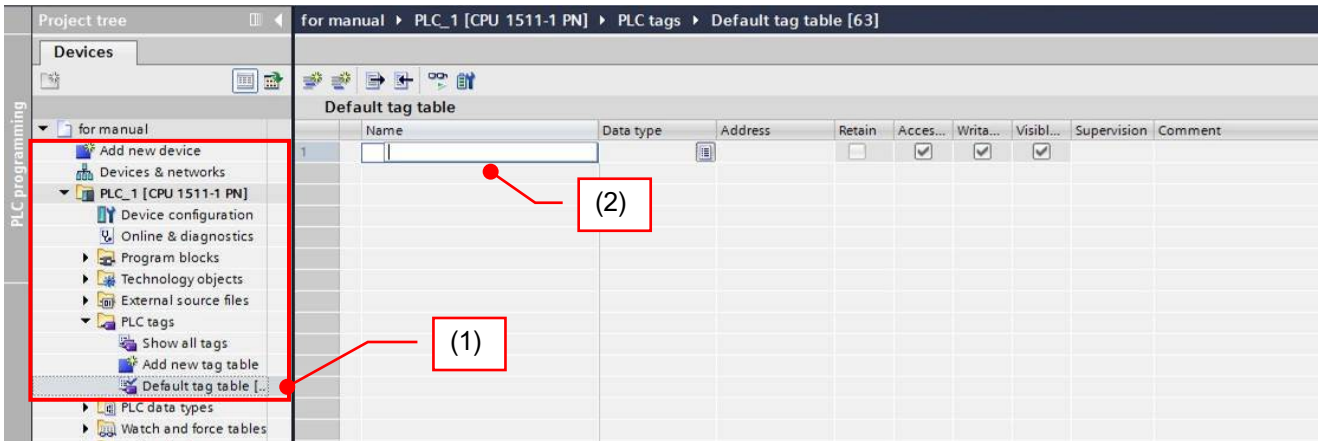 Project tree
for manual ▸ PLC_1 [CPU 1511-1 PN] ▸ PLC tags ▸ Default tag table [63]
Devices
PLC programming
Default tag table
Name Data type Address Retain Acces... Writa... Visibl... Supervision Comment
1
for manual
Add new device
Devices & networks
PLC_1 [CPU 1511-1 PN]
Device configuration
Online & diagnostics
Program blocks
Technology objects
External source files
PLC tags
Show all tags
Add new tag table
Default tag table [..
PLC data types
Watch and force tables
(2)
(1)